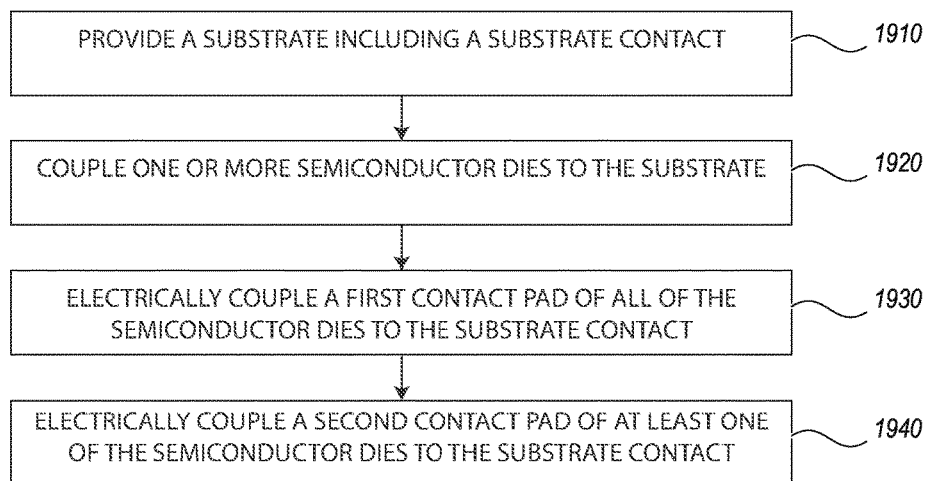 PROVIDE A SUBSTRATE INCLUDING A SUBSTRATE CONTACT
1910
COUPLE ONE OR MORE SEMICONDUCTOR DIES TO THE SUBSTRATE
1920
ELECTRICALLY COUPLE A FIRST CONTACT PAD OF ALL OF THE
SEMICONDUCTOR DIES TO THE SUBSTRATE CONTACT
1930
ELECTRICALLY COUPLE A SECOND CONTACT PAD OF AT LEAST ONE
OF THE SEMICONDUCTOR DIES TO THE SUBSTRATE CONTACT
1940